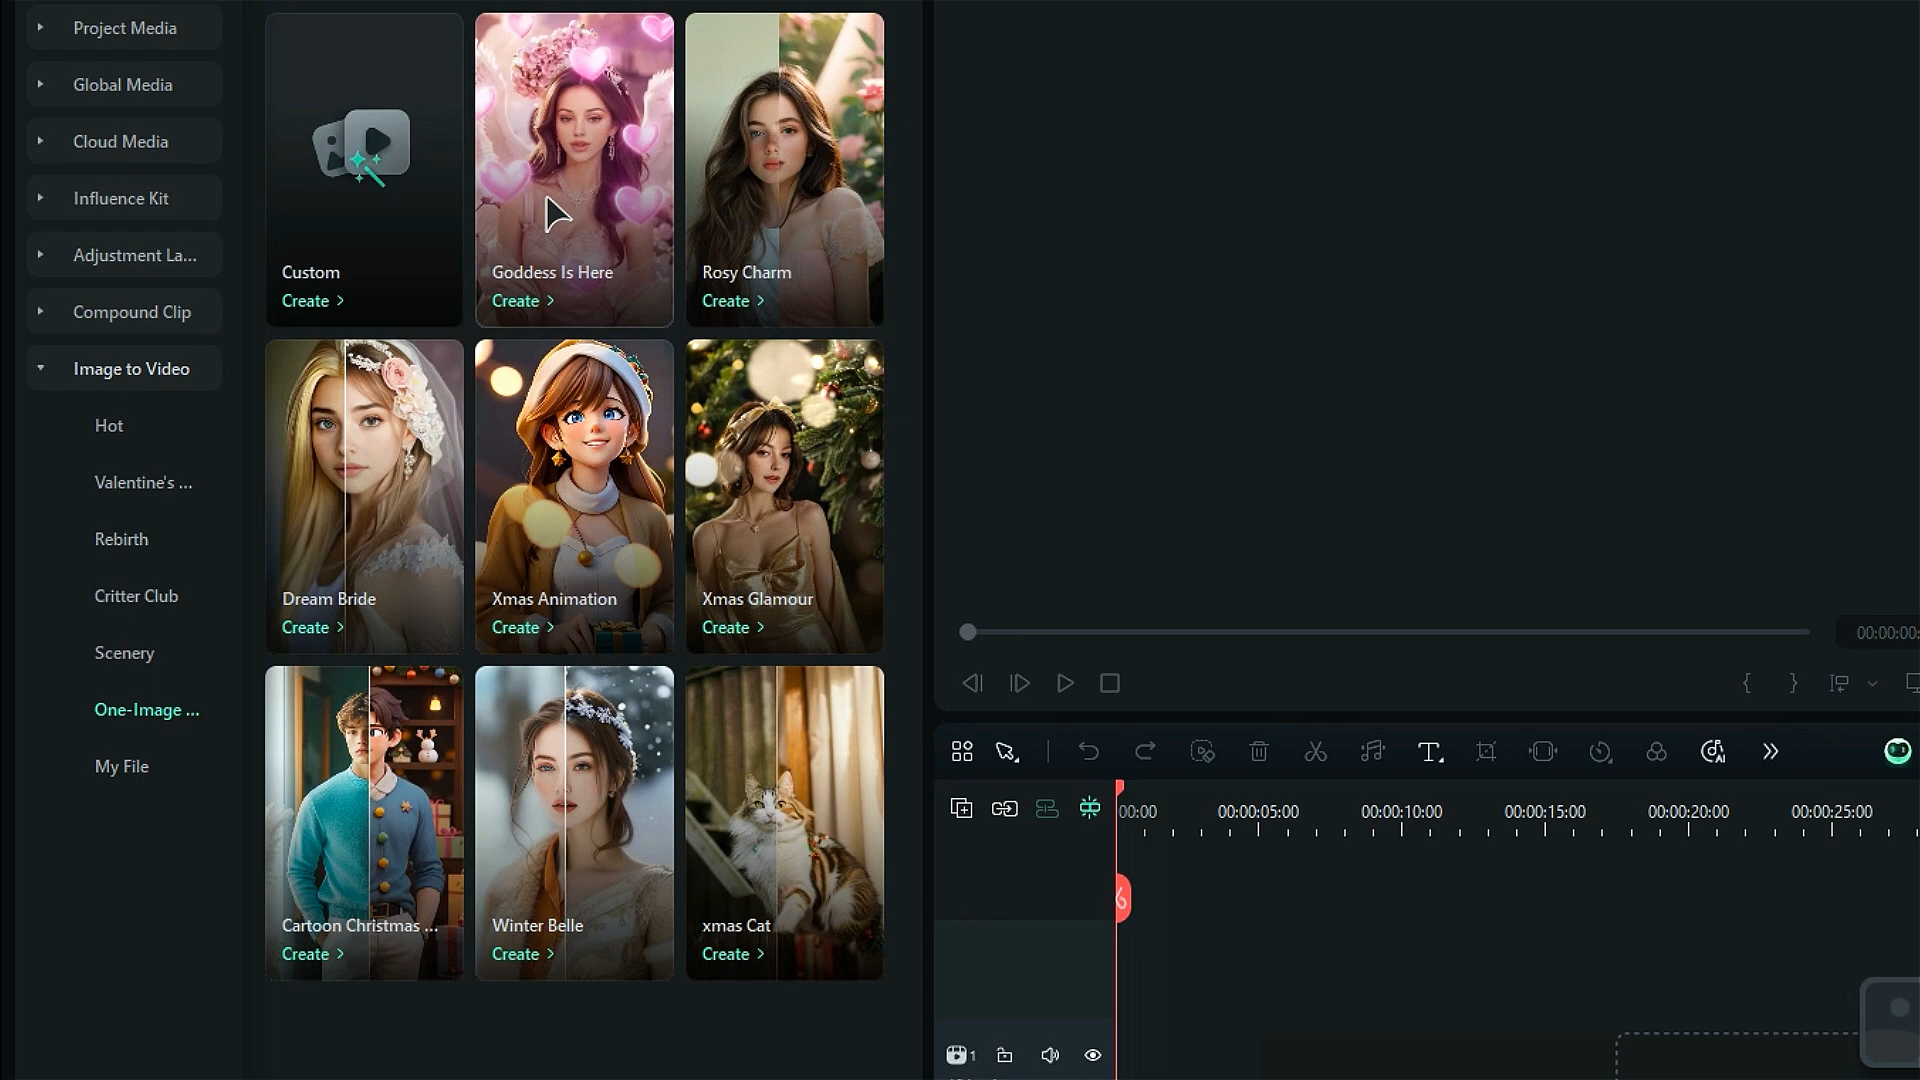 Project Media
Global Media
Cloud Media
Influence Kit
Adjustment La...
Compound Clip
Image to Video
Hot
Valentine's ...
Rebirth
Critter Club
Scenery
One-Image ...
My File
Custom
Create >
Goddess Is Here
Create >
Rosy Charm
Create >
Dream Bride
Create >
Xmas Animation
Create >
Xmas Glamour
Create >
Cartoon Christmas ...
Create >
Winter Belle
Create >
xmas Cat
Create >
00:00:00:
{ }
T
AI
00:00 00:00:05:00 00:00:10:00 00:00:15:00 00:00:20:00 00:00:25:00
1